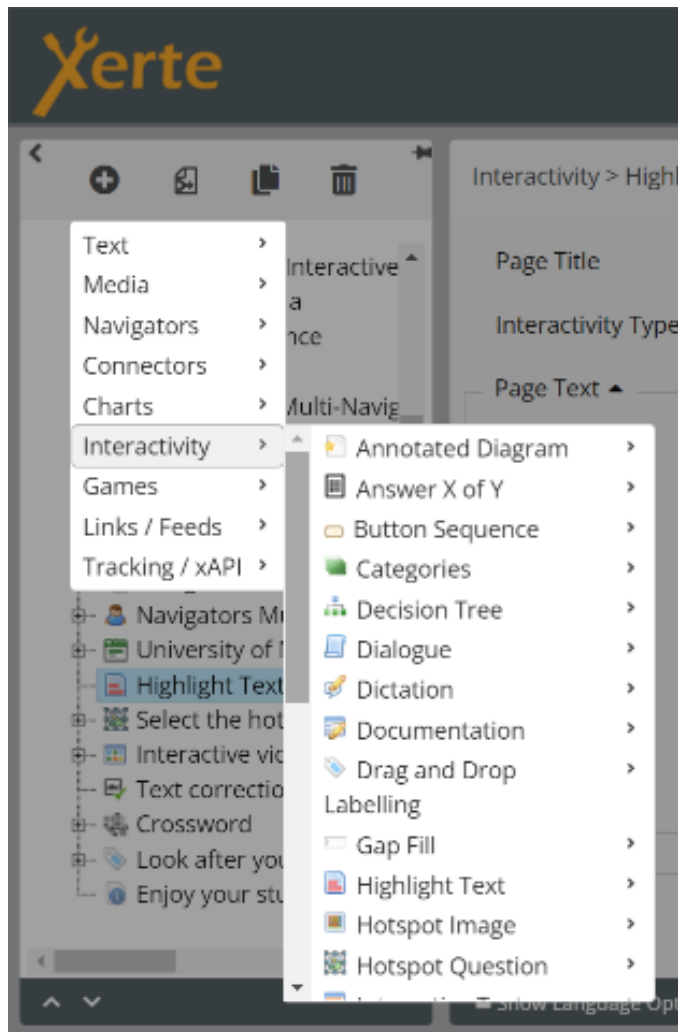 Xerte
Interactivity > Highl
Page Title
Interactivity Type
Page Text
Text
Media
Navigators
Connectors
Charts
Interactivity
Games
Links / Feeds
Tracking / xAPI
Interactive
a
nce
Multi-Navig
Annotated Diagram
Answer X of Y
Button Sequence
Categories
Decision Tree
Dialogue
Dictation
Documentation
Drag and Drop
Labelling
Gap Fill
Highlight Text
Hotspot Image
Hotspot Question
Navigators Mu
University of
Highlight Text
Select the hot
Interactive vic
Text correctio
Crossword
Look after you
Enjoy your stu
Show Language Opt